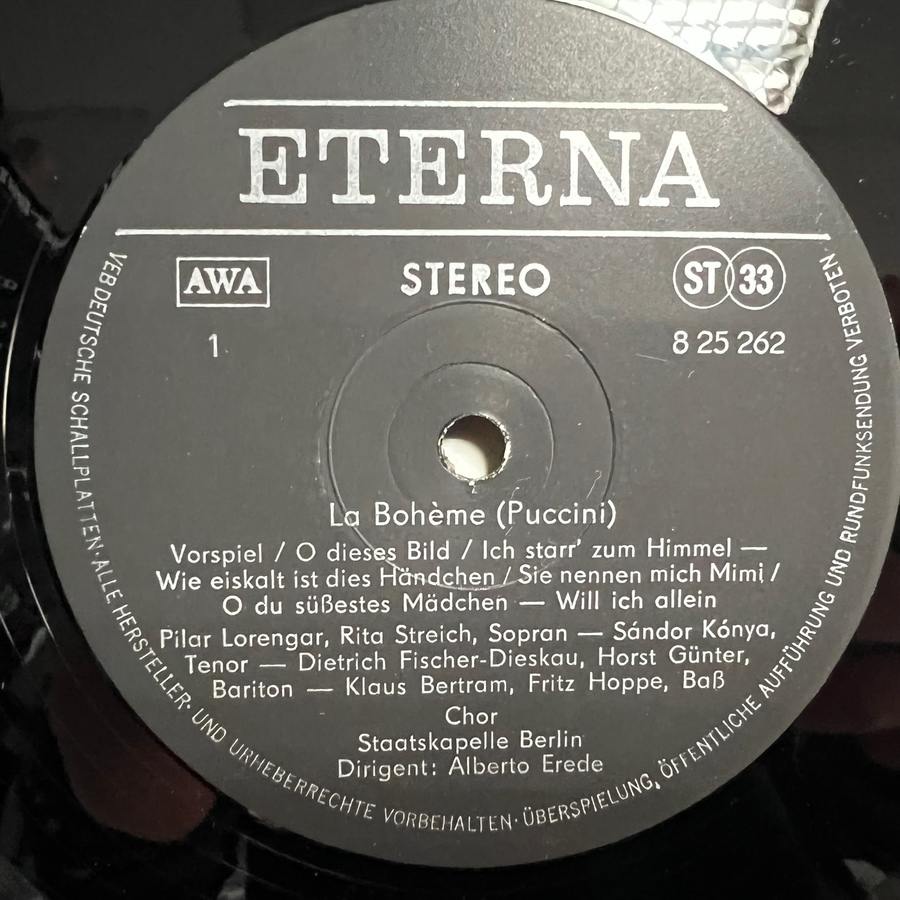 ETERNA
AWA STEREO ST 33
1 8 25 262
La Bohème (Puccini)
Vorspiel / O dieses Bild / Ich starr' zum Himmel —
Wie eiskalt ist dies Händchen / Sie nennen mich Mimi /
O du süßestes Mädchen — Will ich allein
Pilar Lorengar, Rita Streich, Sopran — Sándor Kónya,
Tenor — Dietrich Fischer-Dieskau, Horst Günter,
Bariton — Klaus Bertram, Fritz Hoppe, Baß
Chor
Staatskapelle Berlin
Dirigent: Alberto Erede
VEB DEUTSCHE SCHALLPLATTEN · ALLE HERSTELLER- UND URHEBERRECHTE VORBEHALTEN · ÜBERSPIELUNG, ÖFFENTLICHE AUFFÜHRUNG UND RUNDFUNKSENDUNG VERBOTEN ·